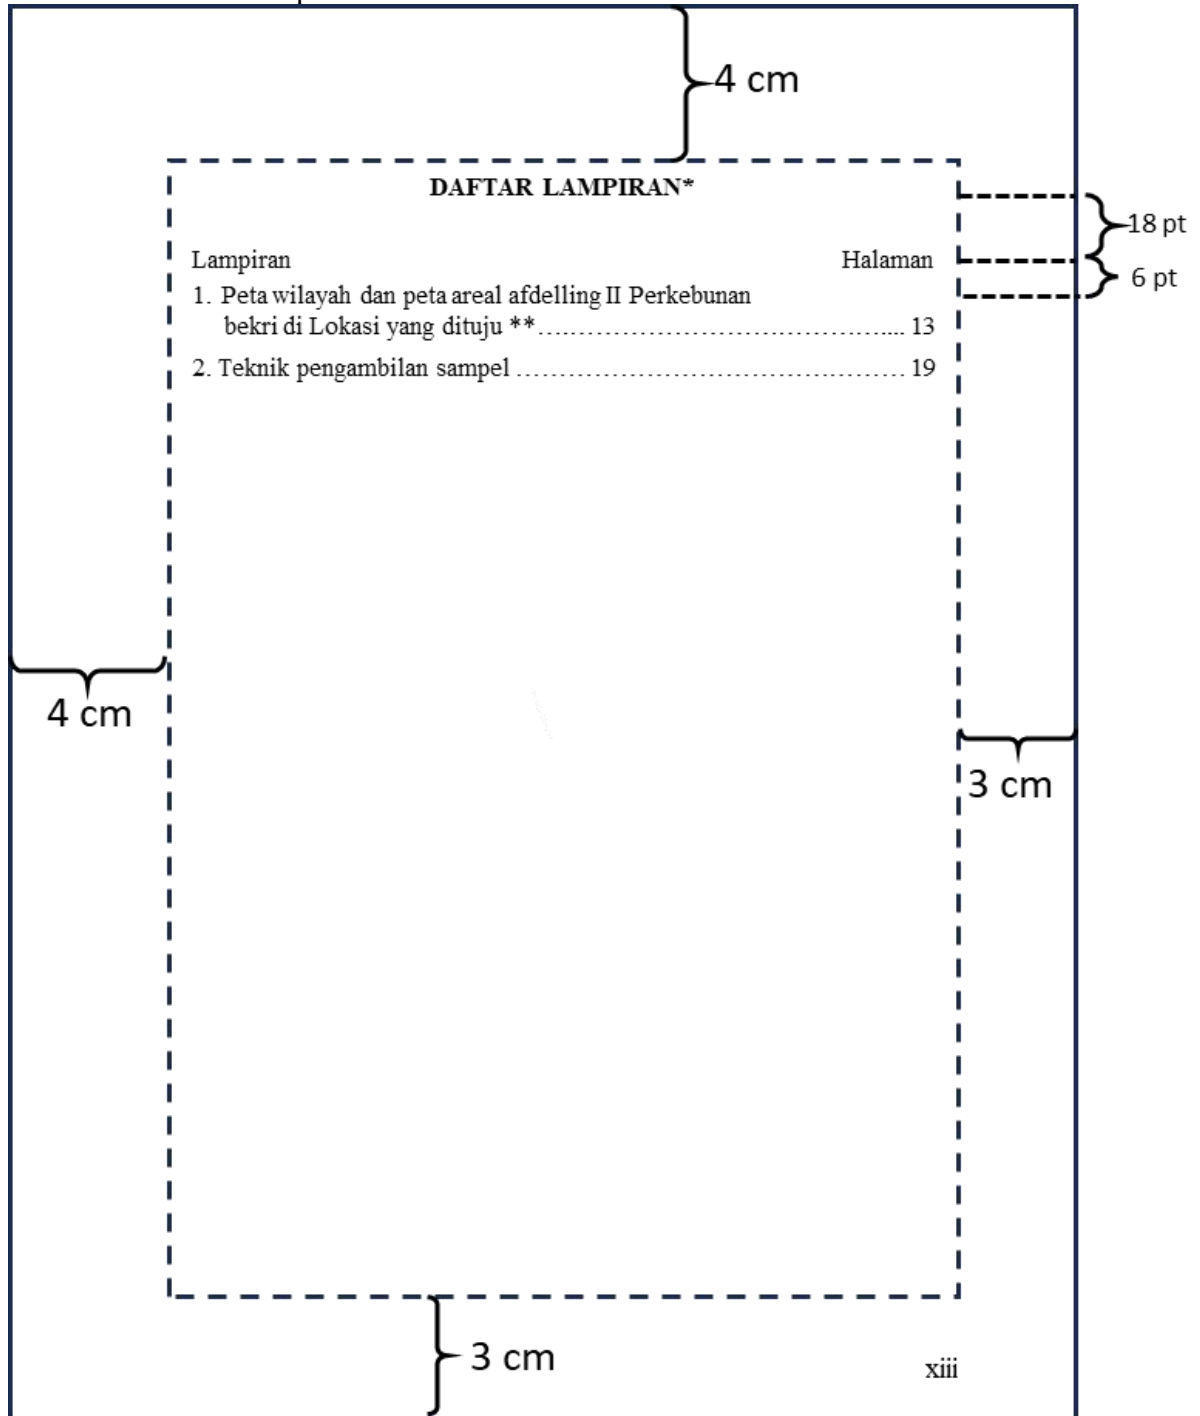 4 cm
DAFTAR LAMPIRAN*
18 pt
Lampiran Halaman
6 pt
1. Peta wilayah dan peta areal afdelling II Perkebunan
bekri di Lokasi yang dituju **………………………………….... 13
2. Teknik pengambilan sampel …………………………………… 19
4 cm
3 cm
3 cm
xiii